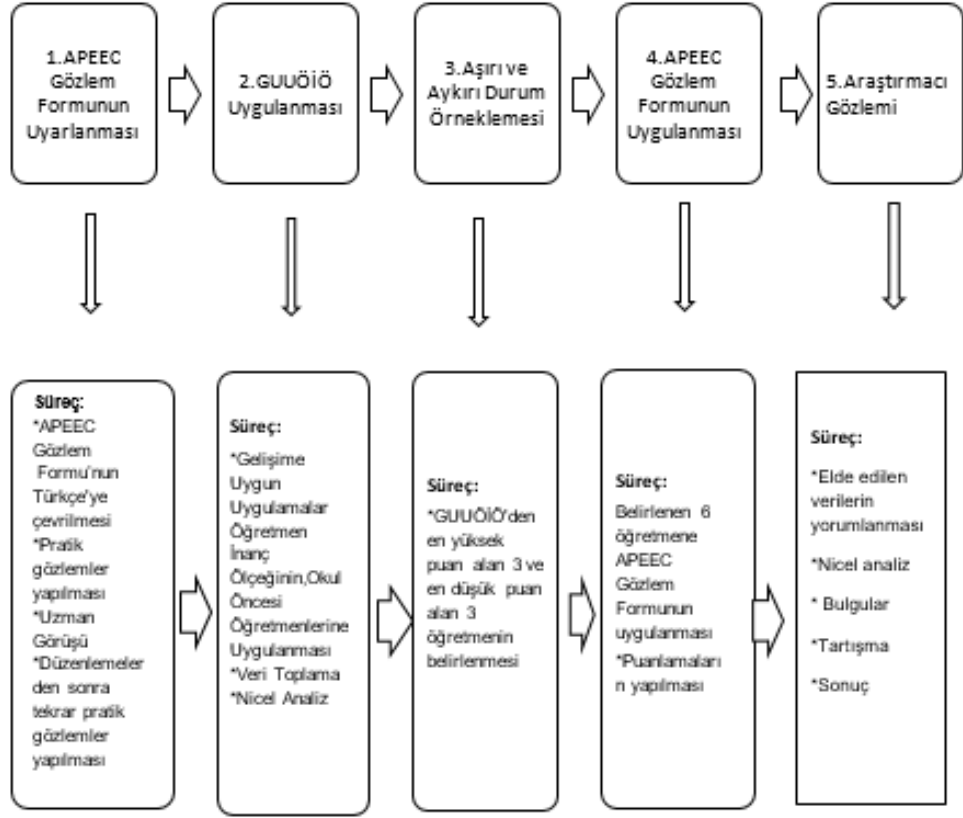 1.APEEC
Gözlem
Formunun
Uyarlanması
2.GUUÖİÖ
Uygulanması
3.Aşırı ve
Aykırı Durum
Örneklemesi
4.APEEC
Gözlem
Formunun
Uygulanması
5.Araştırmacı
Gözlemi
Süreç:
*APEEC
Gözlem
Formu'nun
Türkçe'ye
çevrilmesi
*Pratik
gözlemler
yapılması
*Uzman
Görüşü
*Düzenlemeler
den sonra
tekrar pratik
gözlemler
yapılması
Süreç:
*Gelişime
Uygun
Uygulamalar
Öğretmen
İnanç
Ölçeğinin,Okul
Öncesi
Öğretmenlerine
Uygulanması
*Veri Toplama
*Nicel Analiz
Süreç:
*GUUÖİÖ'den
en yüksek
puan alan 3 ve
en düşük puan
alan 3
öğretmenin
belirlenmesi
Süreç:
Belirlenen 6
öğretmene
APEEC
Gözlem
Formunun
uygulanması
*Puanlamaları
n yapılması
Süreç:
*Elde edilen
verilerin
yorumlanması
*Nicel analiz
* Bulgular
*Tartışma
*Sonuç